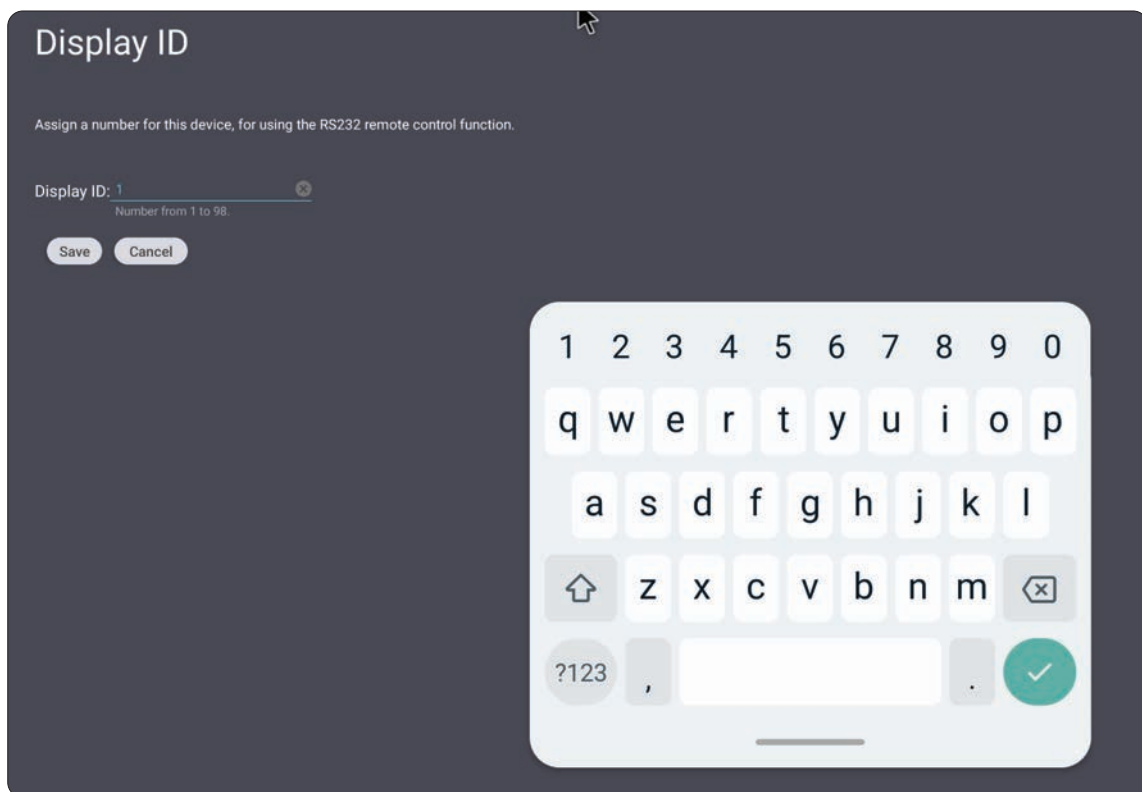 Display ID
Assign a number for this device, for using the RS232 remote control function.
Display ID: 1
Number from 1 to 98.
Save Cancel
1 2 3 4 5 6 7 8 9 0
q w e r t y u i o p
a s d f g h j k l
z x c v b n m
?123 , .